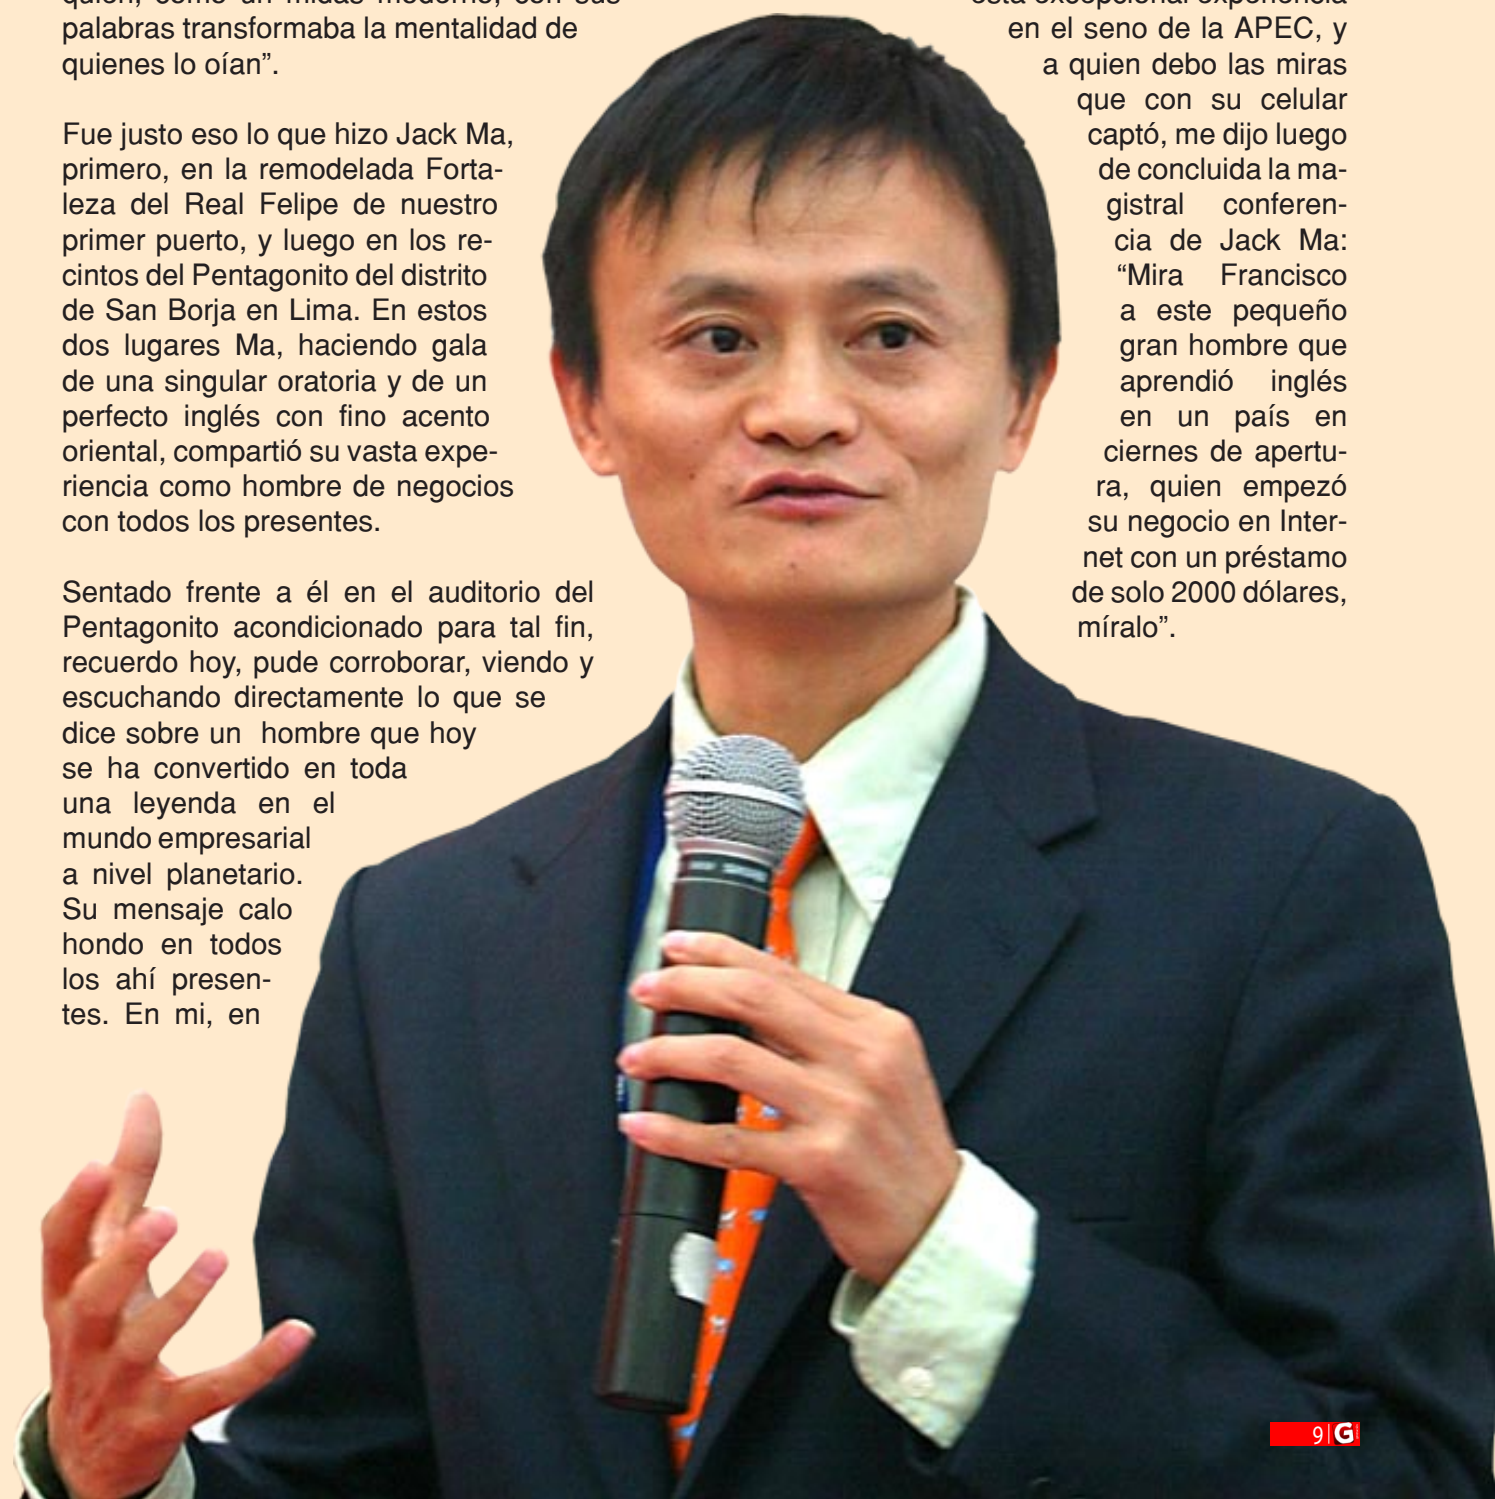 quien, como un midas moderno, con sus
palabras transformaba la mentalidad de
quienes lo oían”.
Fue justo eso lo que hizo Jack Ma,
primero, en la remodelada Forta-
leza del Real Felipe de nuestro
primer puerto, y luego en los re-
cintos del Pentagonito del distrito
de San Borja en Lima. En estos
dos lugares Ma, haciendo gala
de una singular oratoria y de un
perfecto inglés con fino acento
oriental, compartió su vasta expe-
riencia como hombre de negocios
con todos los presentes.
Sentado frente a él en el auditorio del
Pentagonito acondicionado para tal fin,
recuerdo hoy, pude corroborar, viendo y
escuchando directamente lo que se
dice sobre un hombre que hoy
se ha convertido en toda
una leyenda en el
mundo empresarial
a nivel planetario.
Su mensaje calo
hondo en todos
los ahí presen-
tes. En mi, en
esta excepcional experiencia
en el seno de la APEC, y
a quien debo las miras
que con su celular
captó, me dijo luego
de concluida la ma-
gistral conferen-
cia de Jack Ma:
“Mira Francisco
a este pequeño
gran hombre que
aprendió inglés
en un país en
ciernes de apertu-
ra, quien empezó
su negocio en Inter-
net con un préstamo
de solo 2000 dólares,
míralo”.
9|G